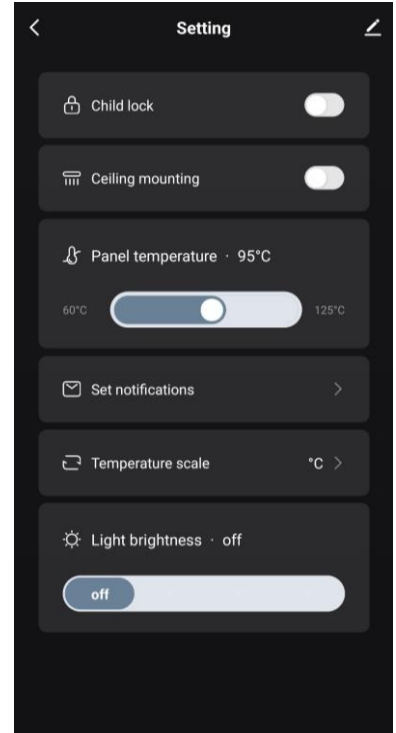 Setting
Child lock
Ceiling mounting
Panel temperature · 95°C
60°C 125°C
Set notifications
Temperature scale °C
Light brightness · off
off